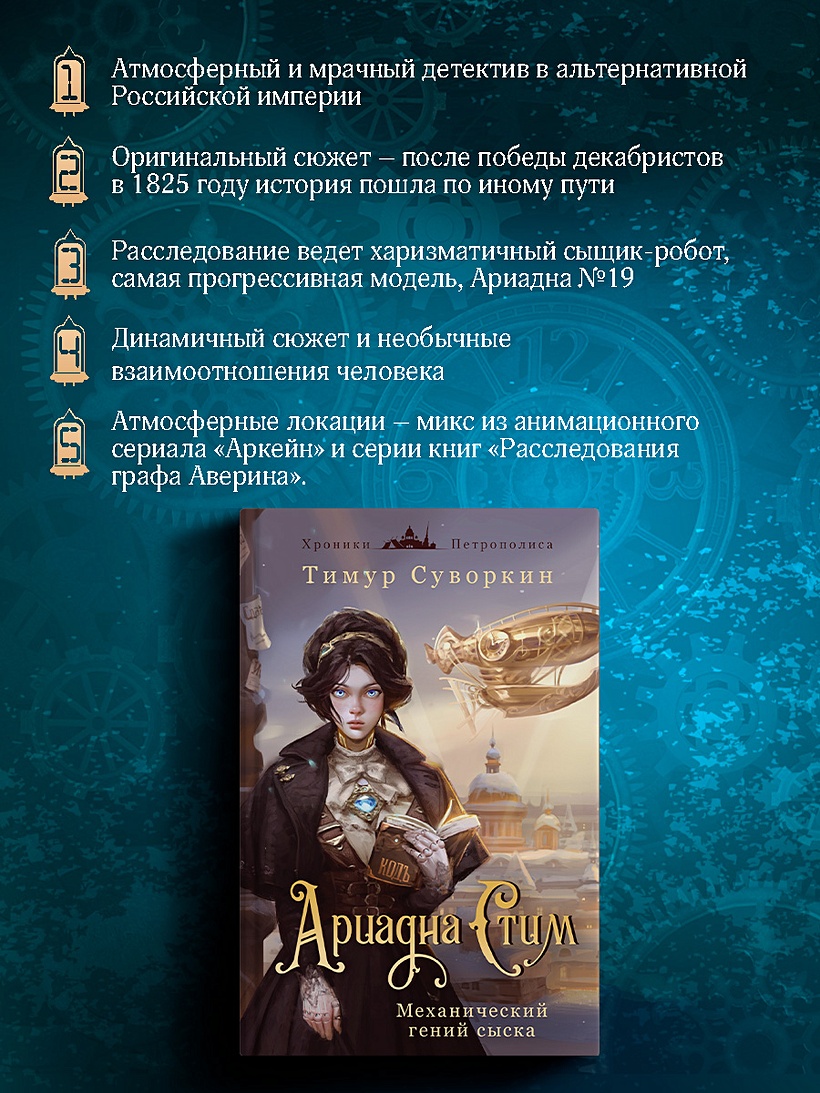 1
Атмосферный и мрачный детектив в альтернативной
Российской империи
2
Оригинальный сюжет – после победы декабристов
в 1825 году история пошла по иному пути
3
Расследование ведет харизматичный сыщик-робот,
самая прогрессивная модель, Ариадна №19
4
Динамичный сюжет и необычные
взаимоотношения человека
5
Атмосферные локации – микс из анимационного
сериала «Аркейн» и серии книг «Расследования
графа Аверина».
Хроники Петрополиса
Тимур Суворкин
КОДЪ
Ариадна Стим
Механический
гений сыска
12